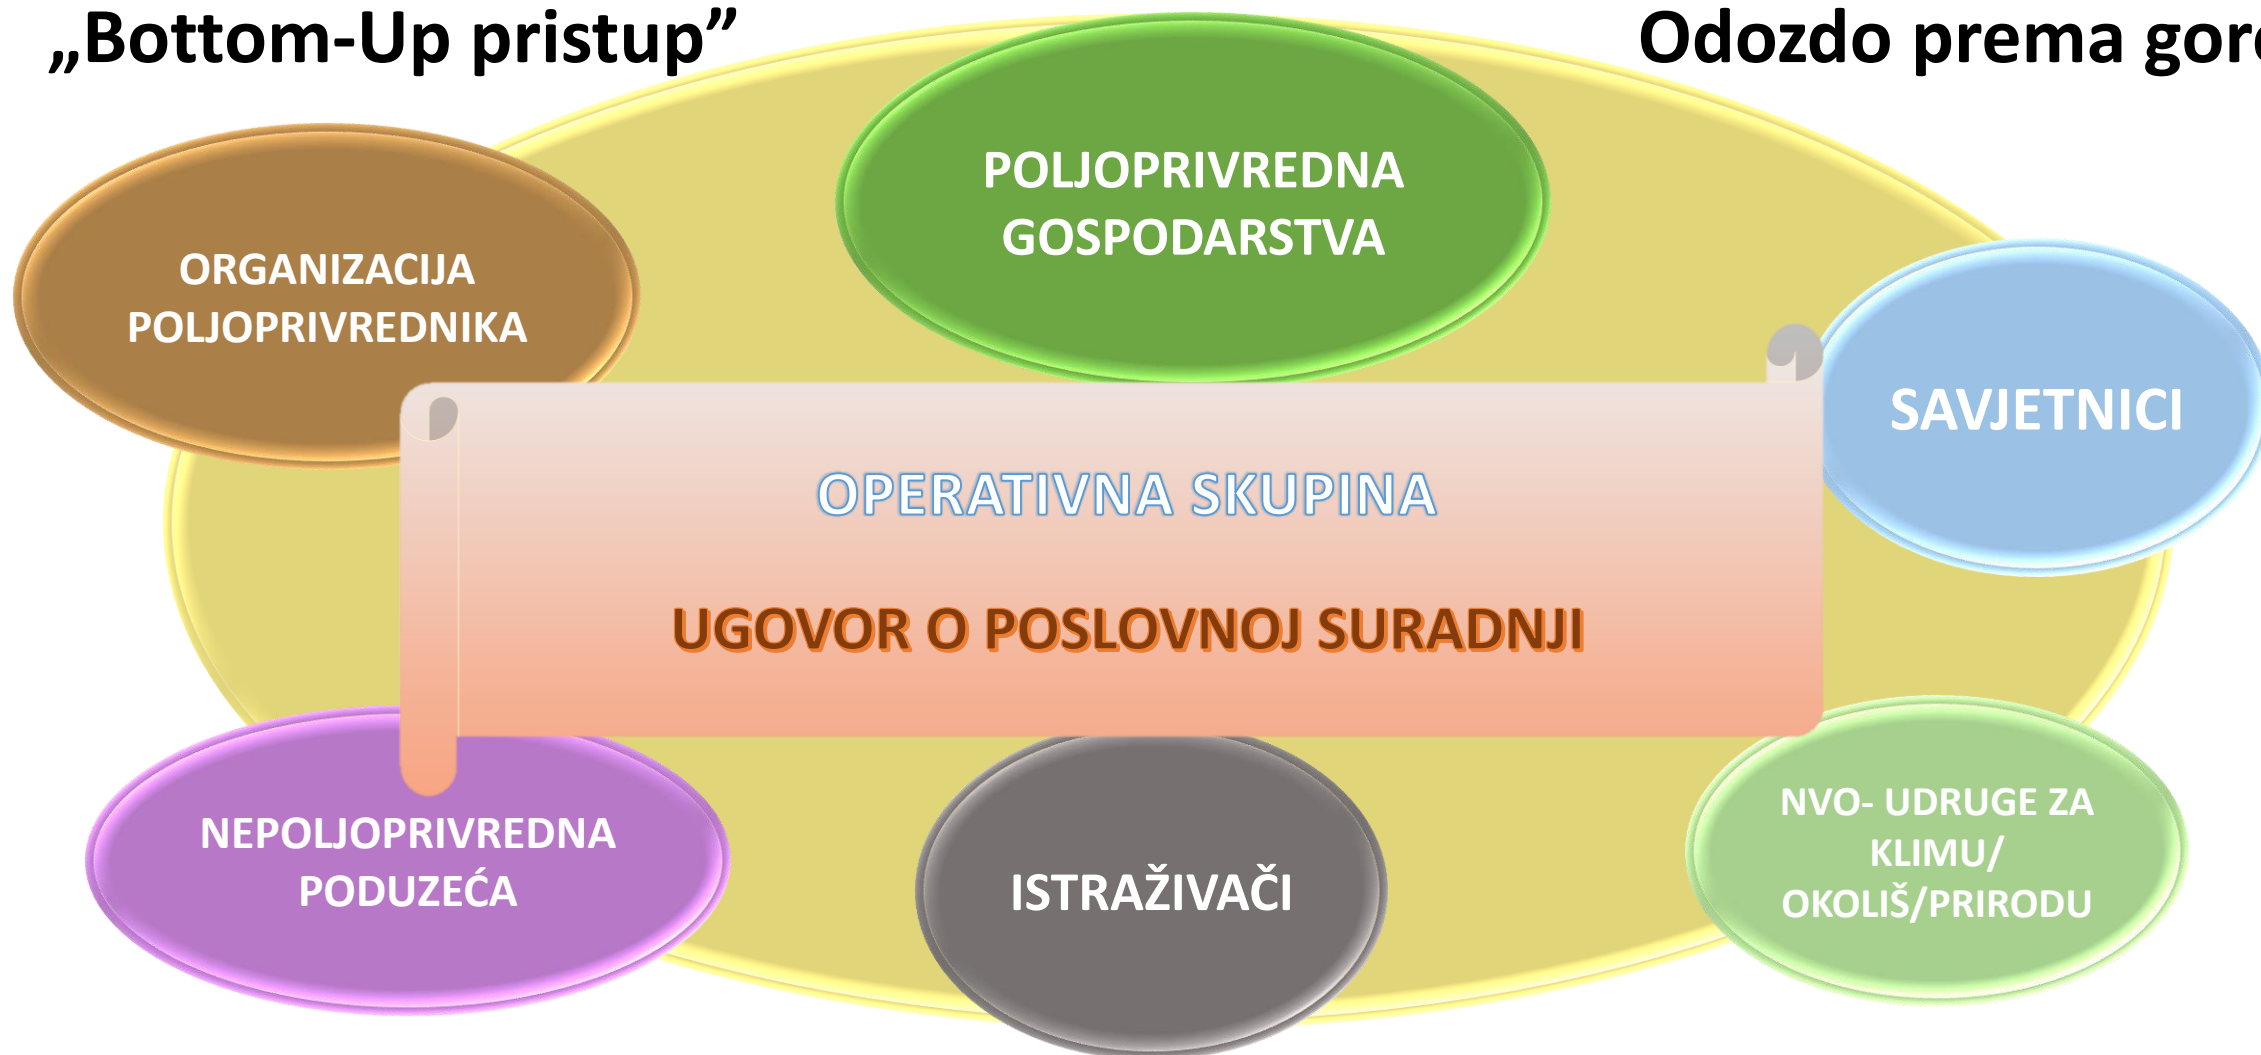 „Bottom-Up pristup”
Odozdo prema gore
POLJOPRIVREDNA
GOSPODARSTVA
ORGANIZACIJA
POLJOPRIVREDNIKA
SAVJETNICI
OPERATIVNA SKUPINA
UGOVOR O POSLOVNOJ SURADNJI
NEPOLJOPRIVREDNA
PODUZEĆA
ISTRAŽIVAČI
NVO- UDRUGE ZA
KLIMU/
OKOLIŠ/PRIRODU